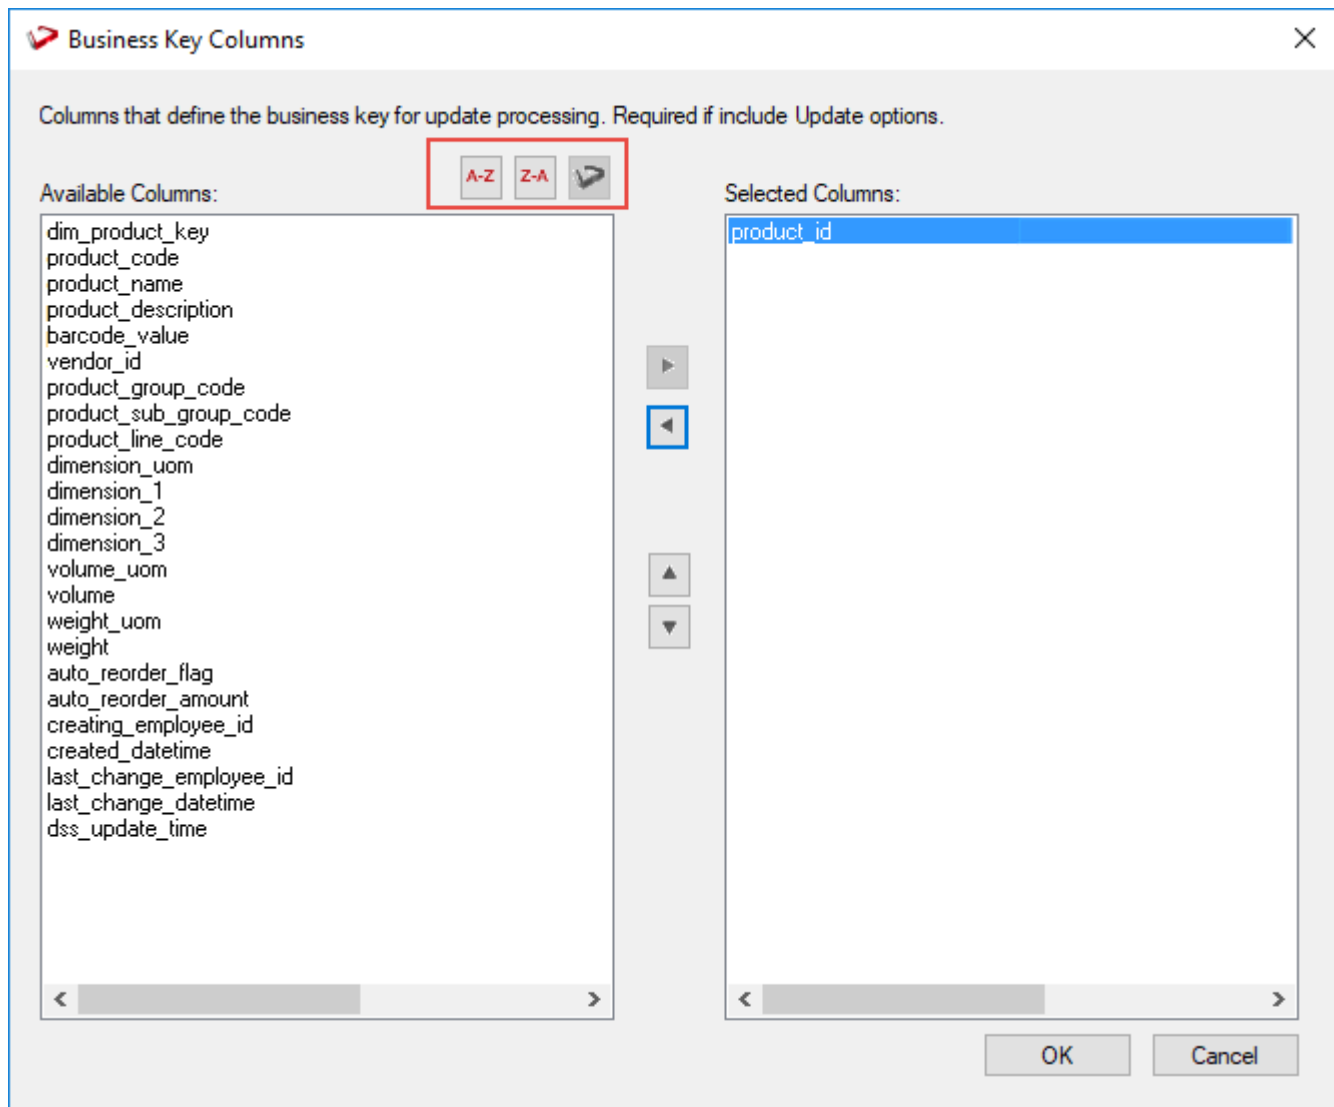 Business Key Columns
Columns that define the business key for update processing. Required if include Update options.
A-Z Z-A
Available Columns:
dim_product_key
product_code
product_name
product_description
barcode_value
vendor_id
product_group_code
product_sub_group_code
product_line_code
dimension_uom
dimension_1
dimension_2
dimension_3
volume_uom
volume
weight_uom
weight
auto_reorder_flag
auto_reorder_amount
creating_employee_id
created_datetime
last_change_employee_id
last_change_datetime
dss_update_time
Selected Columns:
product_id
OK
Cancel